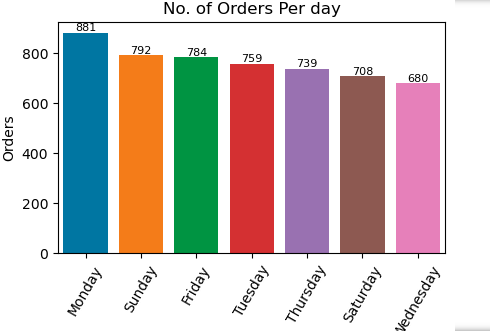 No. of Orders Per day
881
792
784
759
739
708
680
800
600
400
200
0
Orders
Monday
Sunday
Friday
Tuesday
Thursday
Saturday
Wednesday